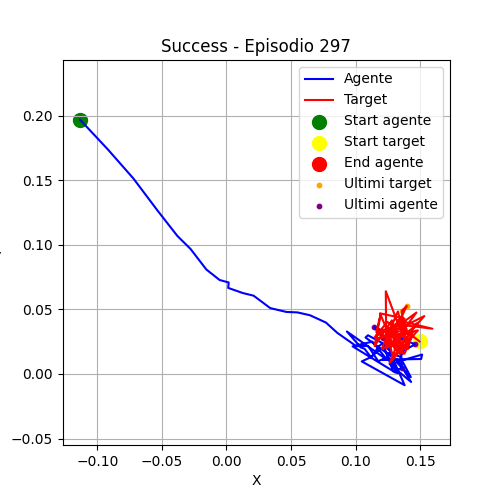 Success - Episodio 297
Agente
Target
Start agente
Start target
End agente
Ultimi target
Ultimi agente
0.20
0.15
0.10
0.05
0.00
−0.05
−0.10
−0.05
0.00
0.05
0.10
0.15
X